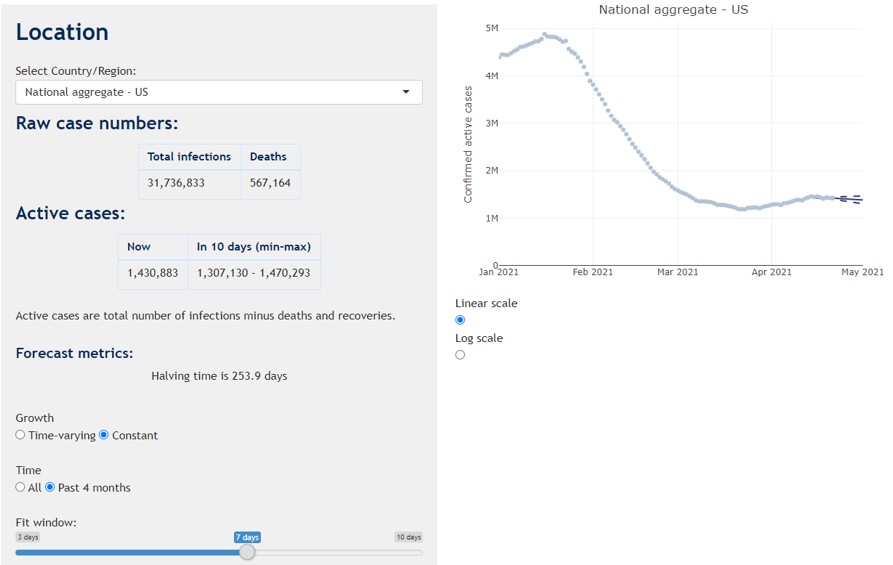 Location
Select Country/Region:
National aggregate - US
Raw case numbers:
Total infections Deaths
31,736,833 567,164
Active cases:
Now In 10 days (min-max)
1,430,883 1,307,130 - 1,470,293
Active cases are total number of infections minus deaths and recoveries.
Forecast metrics:
Halving time is 253.9 days
Growth
Time-varying Constant
Time
All Past 4 months
Fit window:
3 days 7 days 10 days
National aggregate - US
Confirmed active cases
5M
4M
3M
2M
1M
0
Jan 2021 Feb 2021 Mar 2021 Apr 2021 May 2021
Linear scale
Log scale